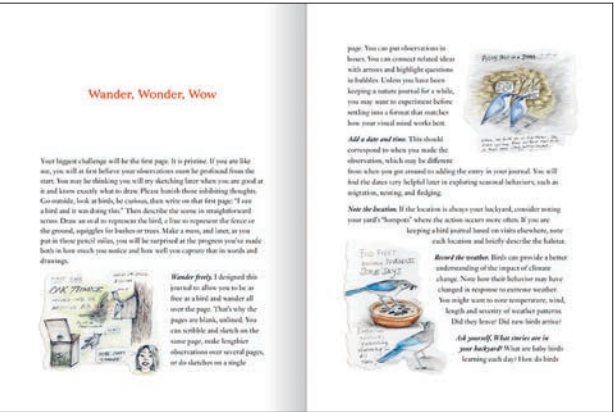 Wander, Wonder, Wow
Your biggest challenge will be the first page. It is pristine. If you are like
me, you will at first believe your observations must be profound from the
start. You may be thinking you will try sketching later when you are good at
it and know exactly what to draw. Please banish those inhibiting thoughts.
Go outside, look at birds, be curious, then write on that first page: "I see
a bird and it was doing this." Then describe the scene in straightforward
Draw an oval to represent the bird, a line to represent the fence or
the ground, squiggles for bushes or trees. Make a mess, and later, as you
put in those pencil miles, you will be surprised at the progress you've made
both in how much you notice and how well you capture that in words and
drawings.
Wander freely. I designed this
journal to allow you to be as
free as a bird and wander all
over the page. That's why the
pages are blank, unlined. You
can scribble and sketch on the
same page, make lengthier
observations over several pages,
or do sketches on a single
page. You can put observations in
boxes. You can connect related ideas
with arrows and highlight questions
in bubbles. Unless you have been
keeping a nature journal for a while,
you may want to experiment before
settling into a format that matches
how your visual mind works best.
Add a date and time. This should
correspond to when you made the
observation, which may be different
from when you got around to adding the entry in your journal. You will
find the dates very helpful later in exploring seasonal behaviors, such as
migration, nesting, and fledging.
Note the location. If the location is always your backyard, consider noting
your yard's "hotspots" where the action occurs more often. If you are
keeping a bird journal based on visits elsewhere, note
each location and briefly describe the habitat.
Record the weather. Birds can provide a better
understanding of the impact of climate
change. Note how their behavior may have
changed in response to extreme weather.
You might want to note temperature, wind,
length and severity of weather patterns.
Did they leave? Did new birds arrive?
Ask yourself, What stories are in
your backyard? What are baby birds
learning each day? How do birds
OAK TITMOUSE